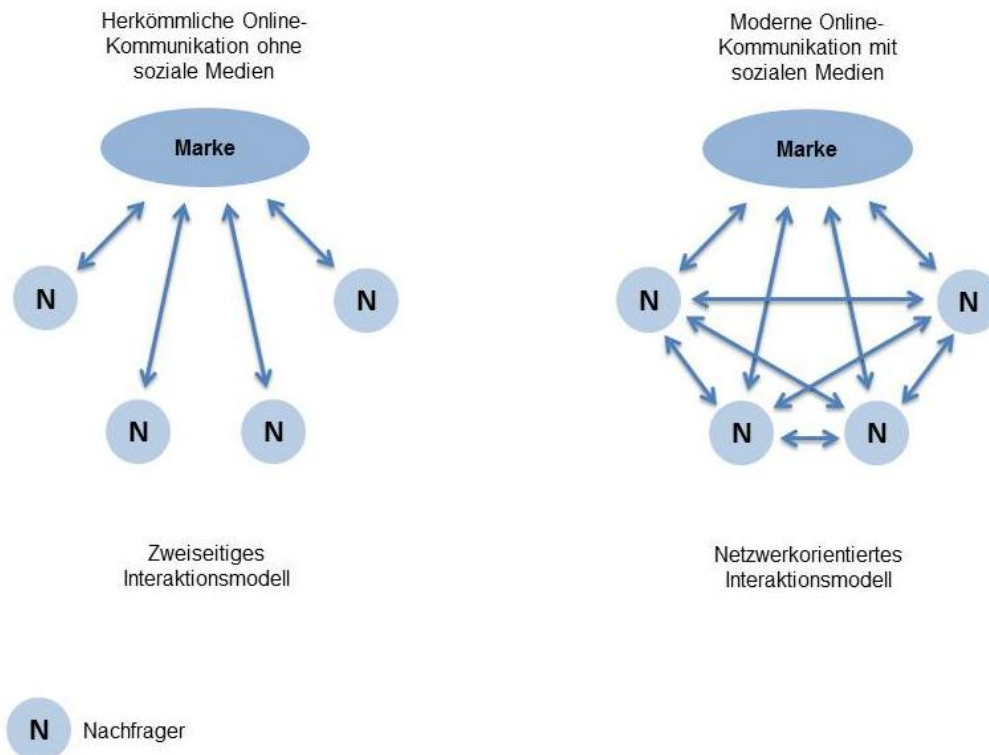 Herkömmliche Online-
Kommunikation ohne
soziale Medien
Marke
N
N
N
N
Zweiseitiges
Interaktionsmodell
Moderne Online-
Kommunikation mit
sozialen Medien
Marke
N
N
N
N
Netzwerkorientiertes
Interaktionsmodell
N Nachfrager